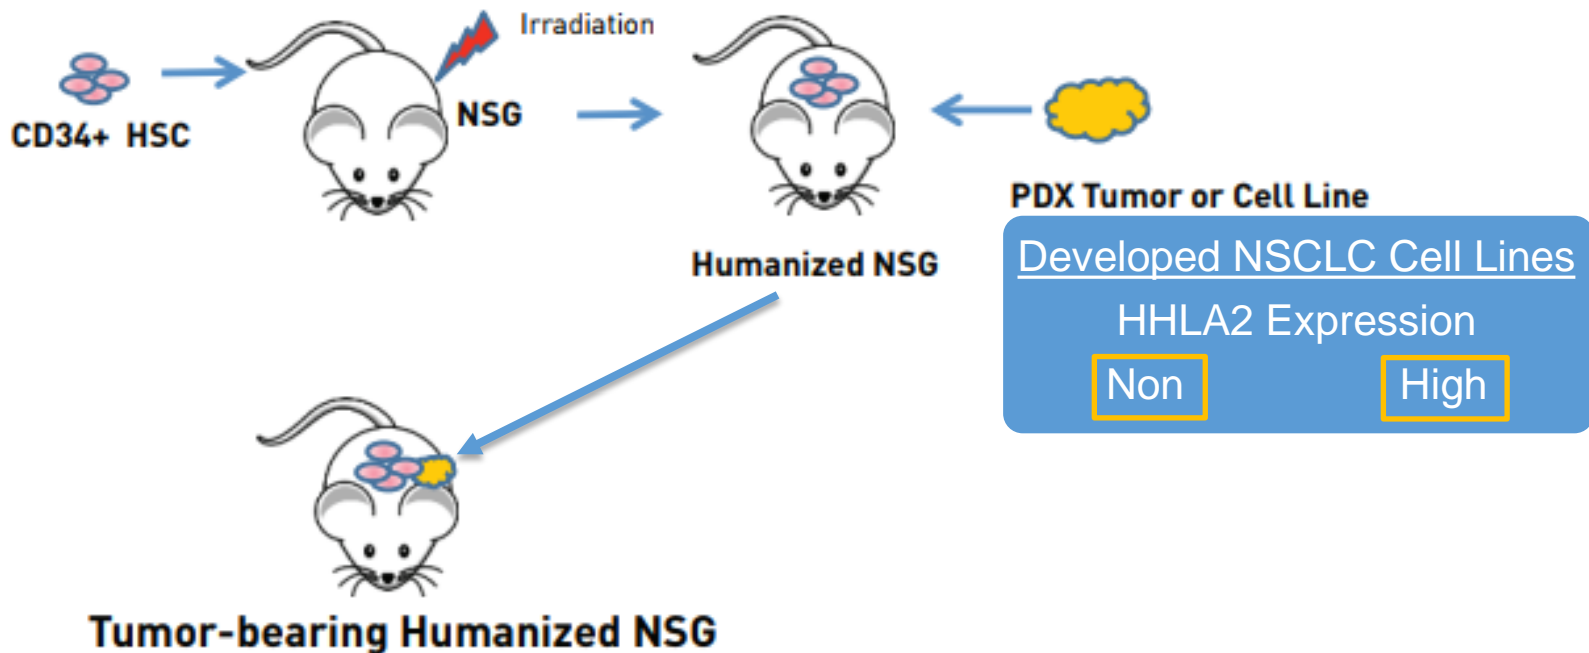 Irradiation
NSG
CD34+ HSC
PDX Tumor or Cell Line
Humanized NSG
Developed NSCLC Cell Lines
HHLA2 Expression
Non
High
Tumor-bearing Humanized NSG